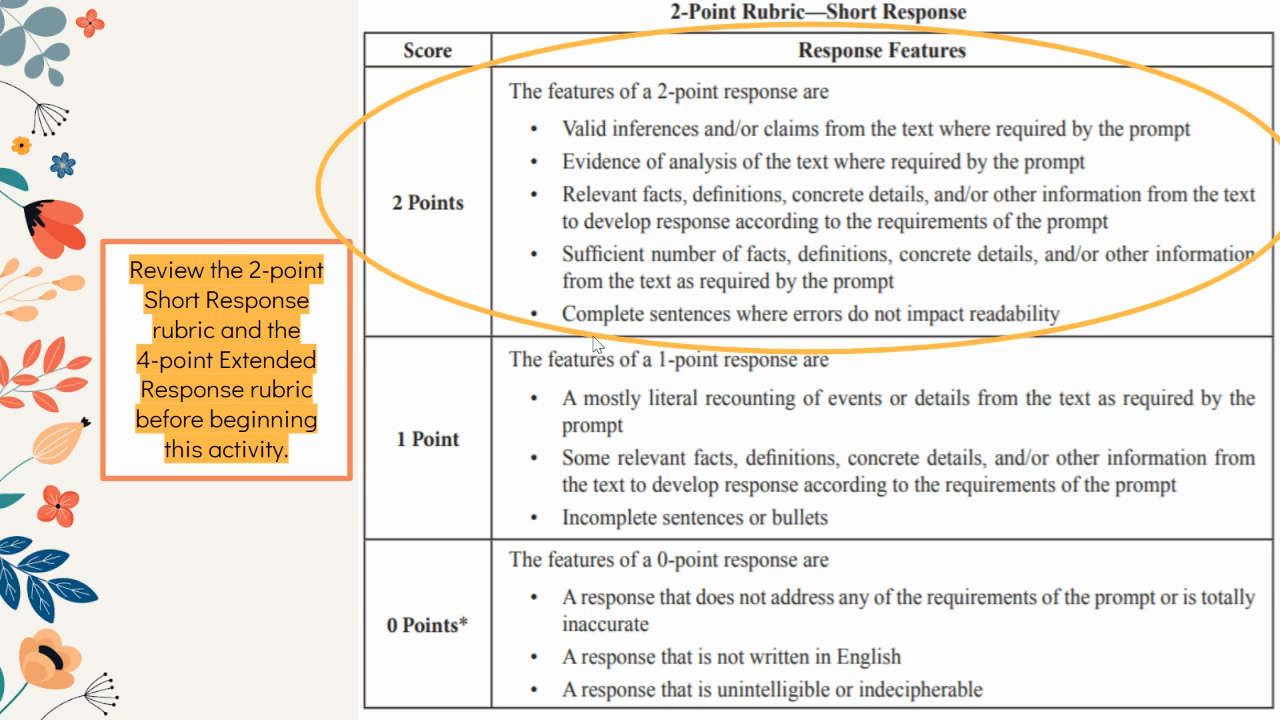 Review the 2-point
Short Response
rubric and the
4-point Extended
Response rubric
before beginning
this activity.
2-Point Rubric—Short Response
Score
Response Features
2 Points
The features of a 2-point response are
• Valid inferences and/or claims from the text where required by the prompt
• Evidence of analysis of the text where required by the prompt
• Relevant facts, definitions, concrete details, and/or other information from the text
to develop response according to the requirements of the prompt
• Sufficient number of facts, definitions, concrete details, and/or other information
from the text as required by the prompt
• Complete sentences where errors do not impact readability
1 Point
The features of a 1-point response are
• A mostly literal recounting of events or details from the text as required by the
prompt
• Some relevant facts, definitions, concrete details, and/or other information from
the text to develop response according to the requirements of the prompt
• Incomplete sentences or bullets
0 Points*
The features of a 0-point response are
• A response that does not address any of the requirements of the prompt or is totally
inaccurate
• A response that is not written in English
• A response that is unintelligible or indecipherable